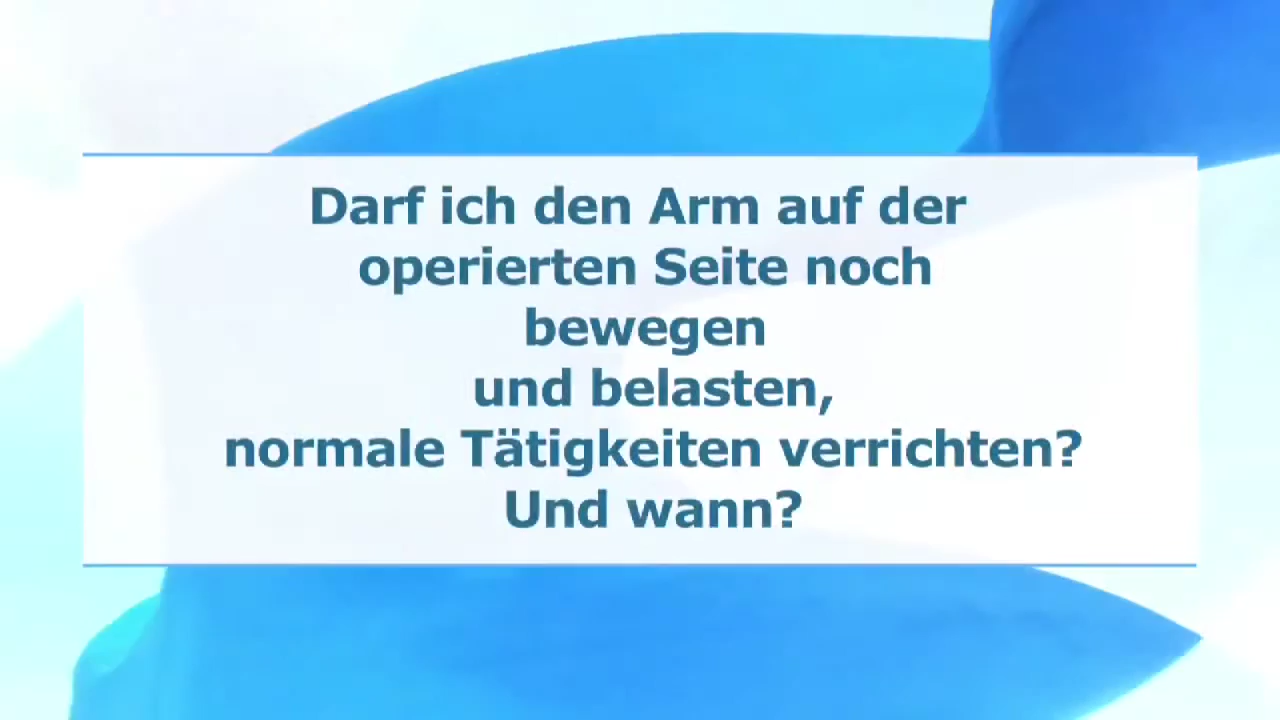 Darf ich den Arm auf der
operierten Seite noch
bewegen
und belasten,
normale Tätigkeiten verrichten?
Und wann?